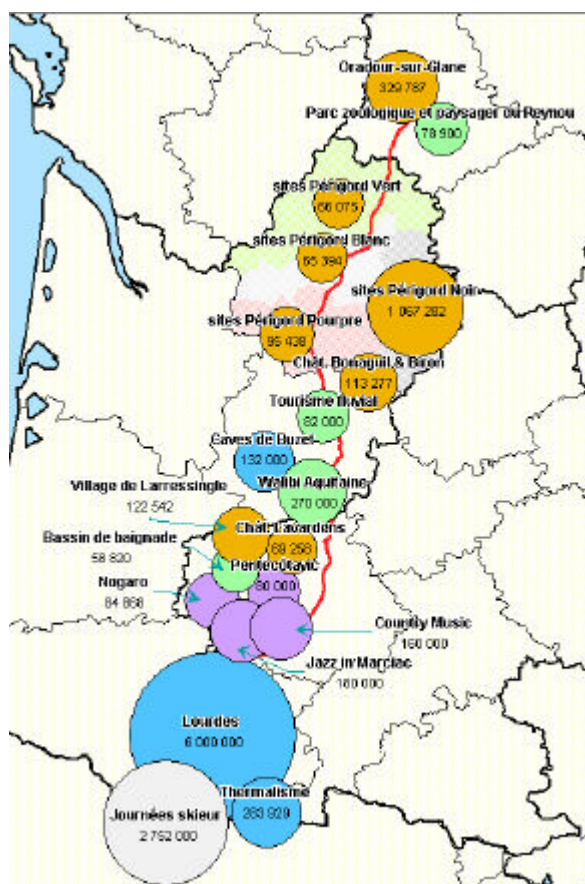 Oradour-sur-Glane
329 787
Parc zoologique et paysager du Reynou
78 900
sites Périgord Vert
66 075
sites Périgord Blanc
65 394
sites Périgord Noir
1 067 282
sites Périgord Pourpre
95 438
Chât. Bonaguil & Biron
113 277
Tourisme fluvial
82 000
Caves de Buzet
132 000
Walibi Aquitaine
270 000
Village de Larressingle
122 542
Chât. Lavardens
69 258
Bassin de baignade
58 820
Pentecôtavic
80 000
Nogaro
84 868
Country Music
160 000
Jazz in Marciac
180 000
Lourdes
6 000 000
Thermalisme
283 929
Journées skieur
2 752 000